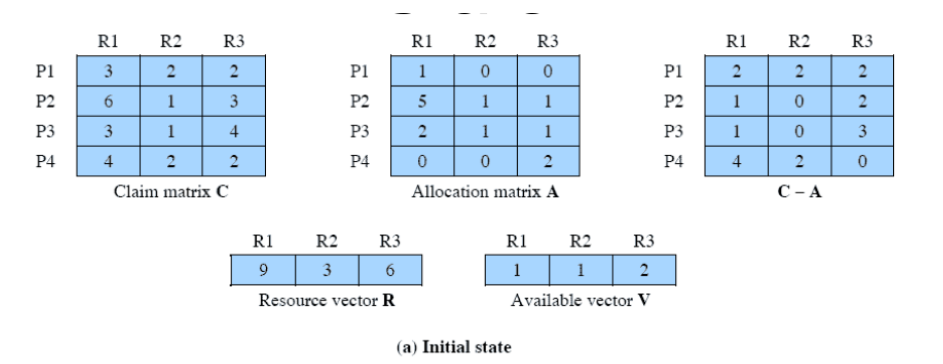 R1 R2 R3 R1 R2 R3 R1 R2 R3
P1 3 2 2 P1 1 0 0 P1 2 2 2
P2 6 1 3 P2 5 1 1 P2 1 0 2
P3 3 1 4 P3 2 1 1 P3 1 0 3
P4 4 2 2 P4 0 0 2 P4 4 2 0
Claim matrix C Allocation matrix A C – A
R1 R2 R3 R1 R2 R3
9 3 6 1 1 2
Resource vector R Available vector V
(a) Initial state